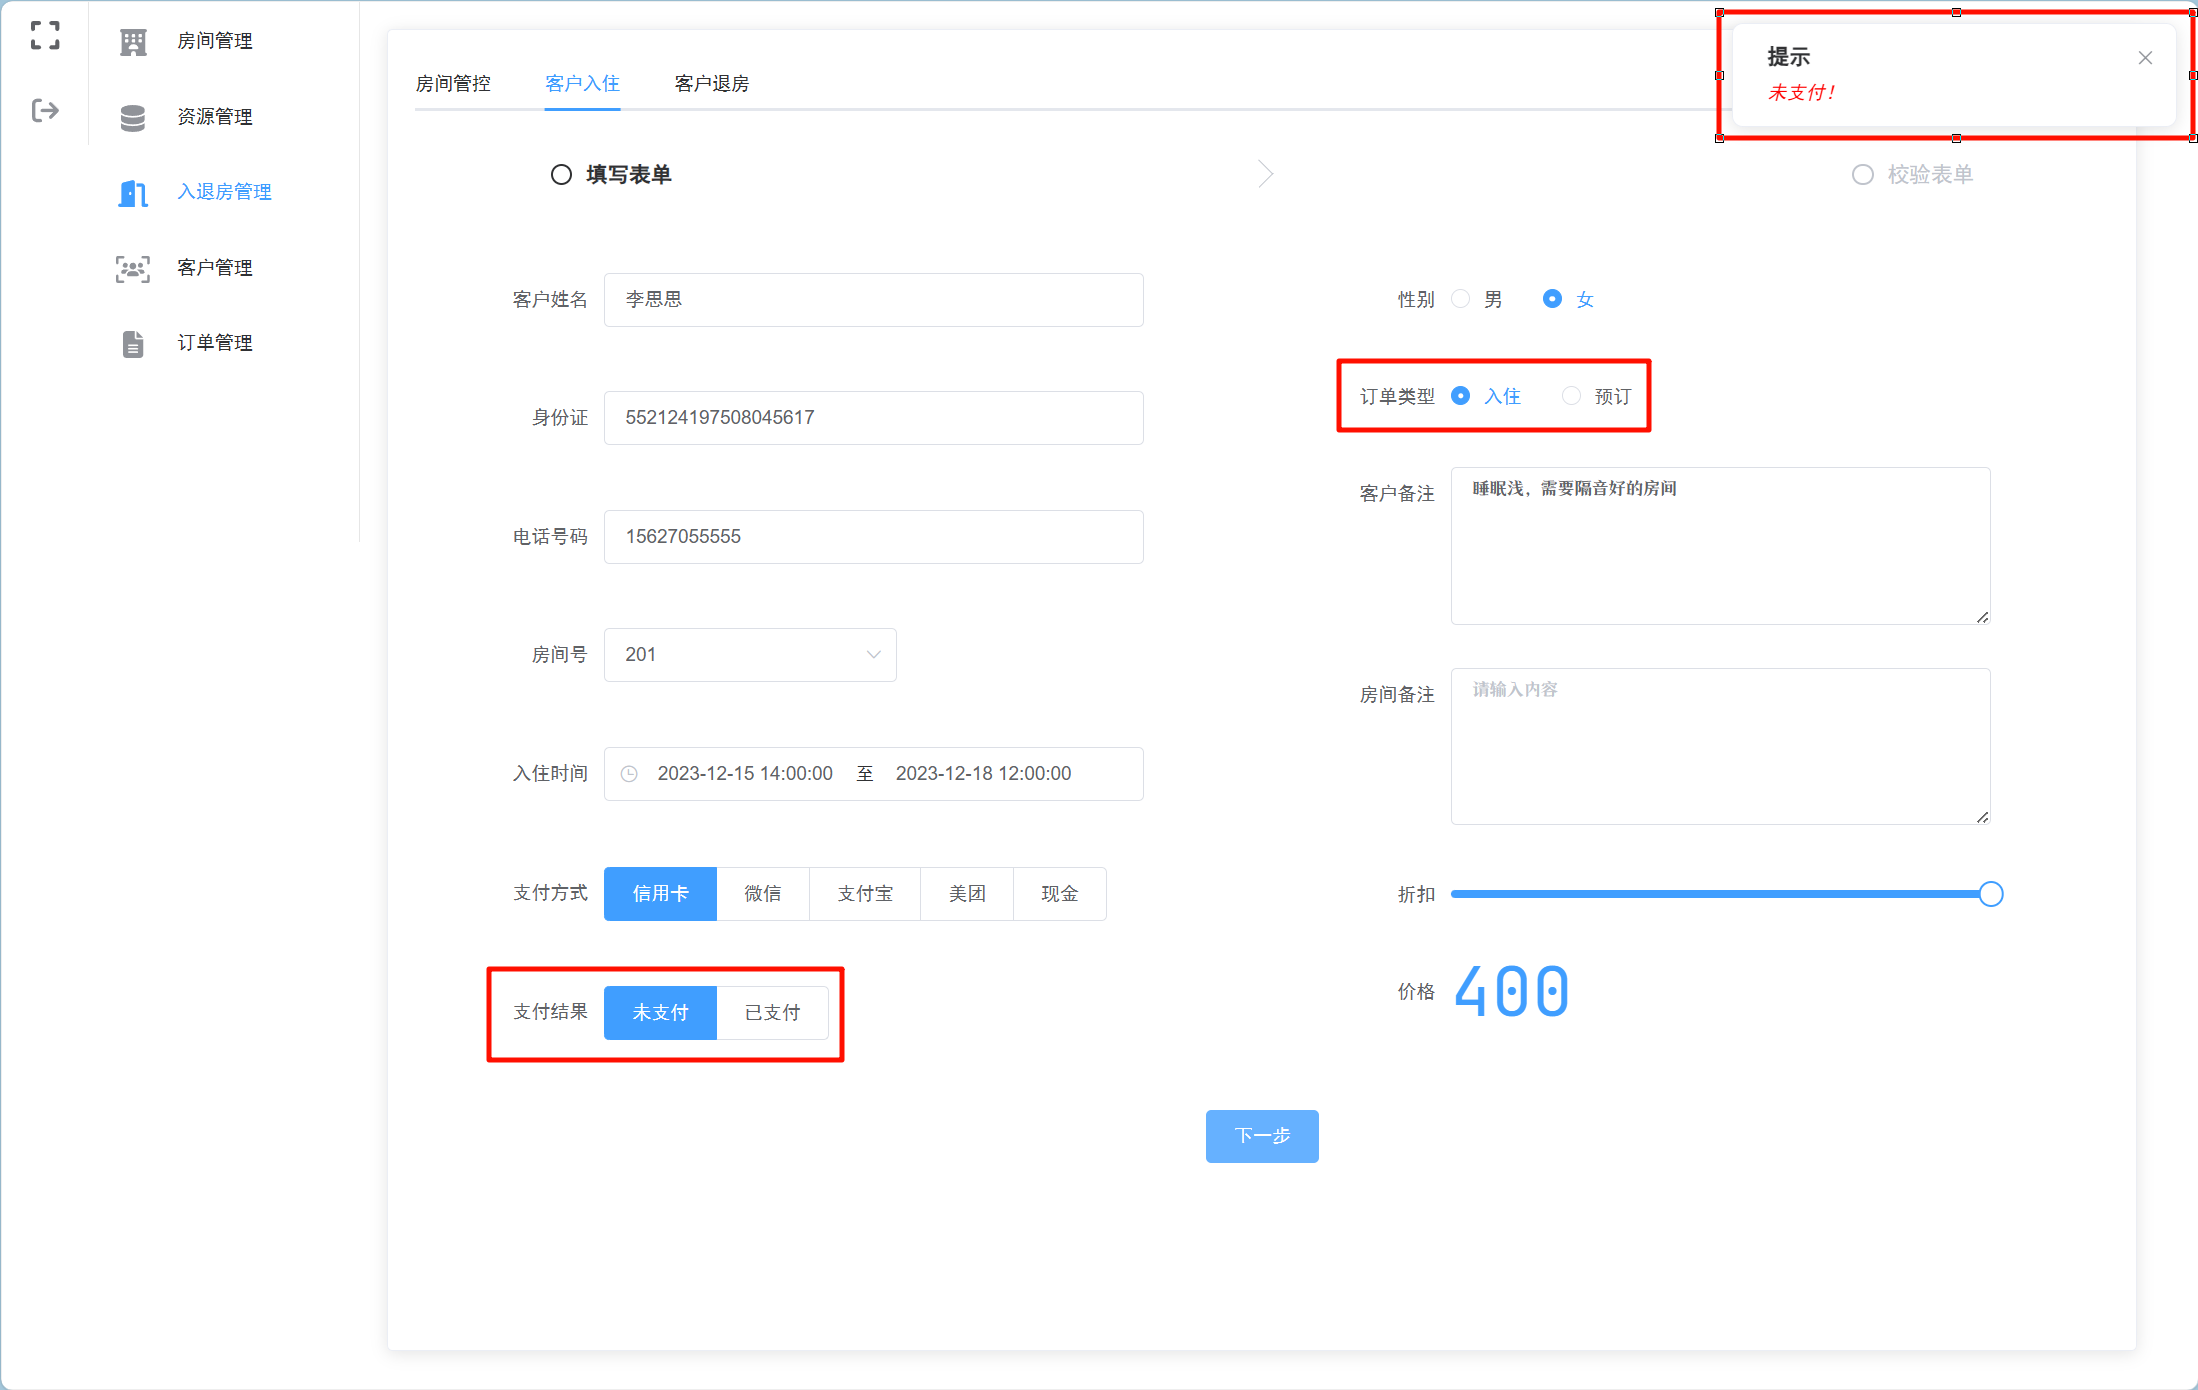 房间管理
资源管理
入退房管理
客户管理
订单管理
房间管控 客户入住 客户退房
提示
未支付！
填写表单
校验表单
客户姓名 李思思
性别 男 女
身份证 552124197508045617
订单类型 入住 预订
电话号码 15627055555
客户备注 睡眠浅，需要隔音好的房间
房间号 201
房间备注 请输入内容
入住时间 2023-12-15 14:00:00 至 2023-12-18 12:00:00
支付方式 信用卡 微信 支付宝 美团 现金
折扣
支付结果 未支付 已支付
价格 400
下一步